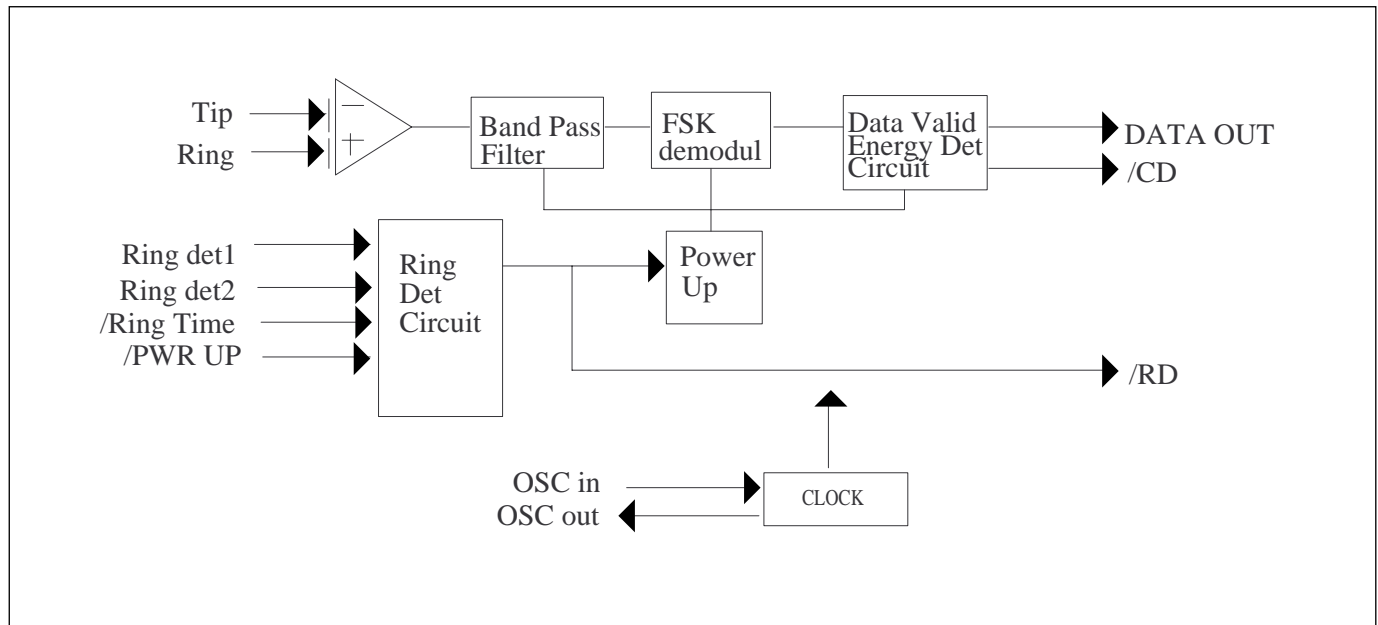 Tip
Ring
−
+
Band Pass
Filter
FSK
demodul
Data Valid
Energy Det
Circuit
DATA OUT
/CD
Ring det1
Ring det2
/Ring Time
/PWR UP
Ring
Det
Circuit
Power
Up
/RD
OSC in
OSC out
CLOCK